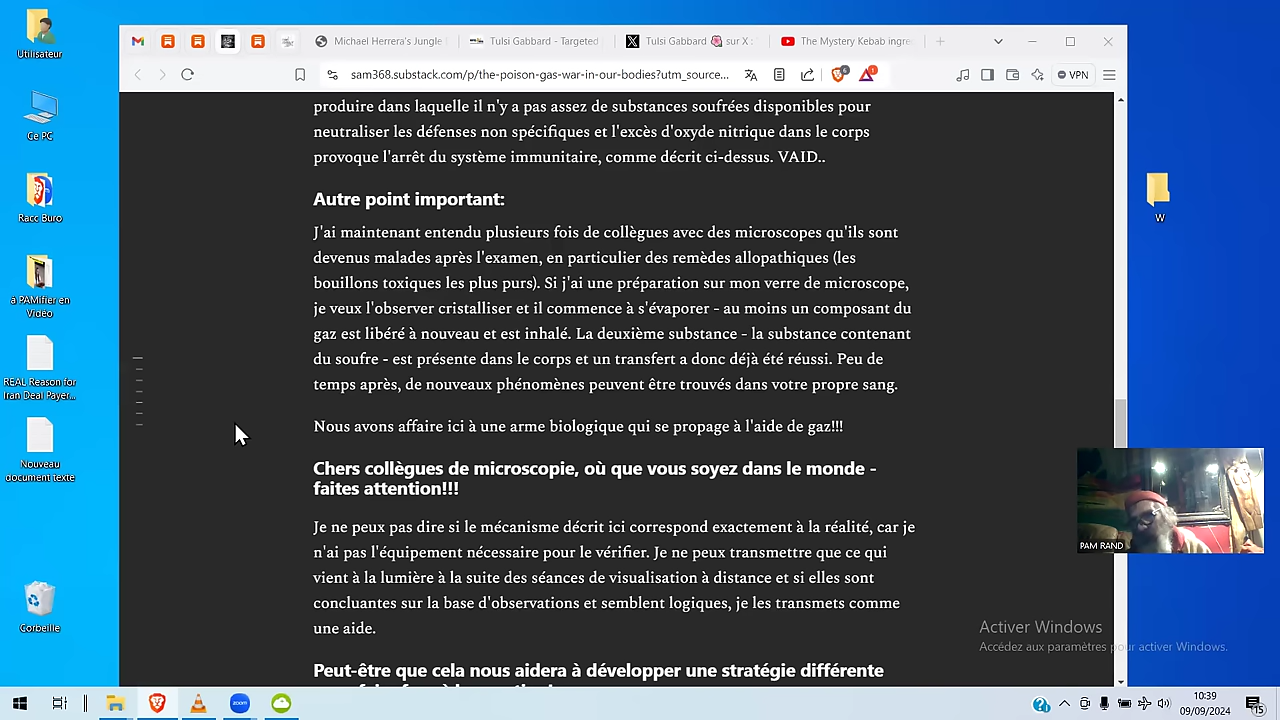 Utilisateur
Ce PC
Racc Buro
à PAMifier en
Vidéo
REAL Reason for
Iran Deal Payer...
Nouveau
document texte
Corbeille
W
Michael Herrera's Jungle
Tulsi Gabbard - Targeted
Tulsi Gabbard
The Mystery Kebab ingre
sam368.substack.com/p/the-poison-gas-war-in-our-bodies?utm_source...
6
1
VPN
produire dans laquelle il n'y a pas assez de substances soufrées disponibles pour
neutraliser les défenses non spécifiques et l'excès d'oxyde nitrique dans le corps
provoque l'arrêt du système immunitaire, comme décrit ci-dessus. VAID..
Autre point important:
J'ai maintenant entendu plusieurs fois de collègues avec des microscopes qu'ils sont
devenus malades après l'examen, en particulier des remèdes allopathiques (les
bouillons toxiques les plus purs). Si j'ai une préparation sur mon verre de microscope,
je veux l'observer cristalliser et il commence à s'évaporer - au moins un composant du
gaz est libéré à nouveau et est inhalé. La deuxième substance - la substance contenant
du soufre - est présente dans le corps et un transfert a donc déjà été réussi. Peu de
temps après, de nouveaux phénomènes peuvent être trouvés dans votre propre sang.
Nous avons affaire ici à une arme biologique qui se propage à l'aide de gaz!!!
Chers collègues de microscopie, où que vous soyez dans le monde -
faites attention!!!
Je ne peux pas dire si le mécanisme décrit ici correspond exactement à la réalité, car je
n'ai pas l'équipement nécessaire pour le vérifier. Je ne peux transmettre que ce qui
vient à la lumière à la suite des séances de visualisation à distance et si elles sont
concluantes sur la base d'observations et semblent logiques, je les transmets comme
une aide.
Peut-être que cela nous aidera à développer une stratégie différente
PAM RAND
Activer Windows
Accédez aux paramètres pour activer Windows.
zoom
10:39
09/09/2024
15